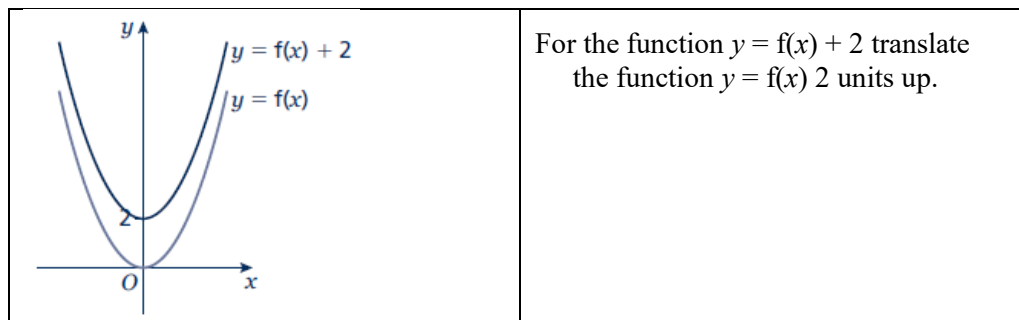 y
y = f(x) + 2
y = f(x)
2
O
x
For the function y = f(x) + 2 translate
the function y = f(x) 2 units up.